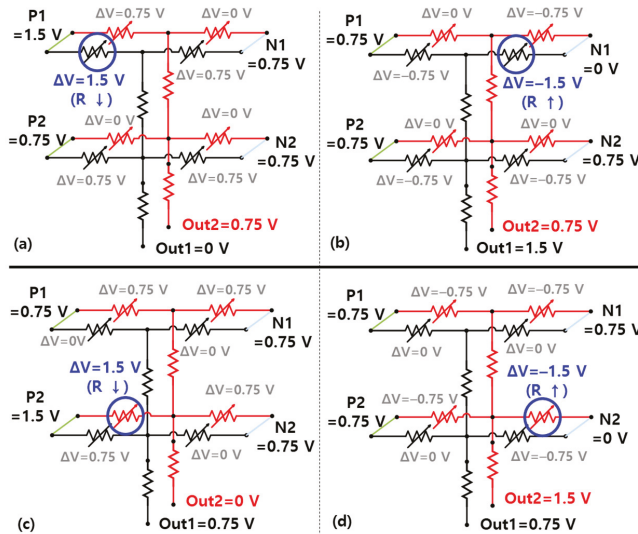 P1
=1.5 V
ΔV=0.75 V
ΔV=0
ΔV=1.5 V
(R ↓)
ΔV=0.75 V
N1
=0.75 V
P2
=0.75 V
ΔV=0
ΔV=0
ΔV=0.75 V
ΔV=0.75 V
N2
=0.75 V
Out2=0.75 V
Out1=0 V
(a)
P1
=0.75 V
ΔV=0
ΔV=−0.75 V
ΔV=−0.75 V
ΔV=−1.5 V
(R ↑)
N1
=0 V
P2
=0.75 V
ΔV=0
ΔV=0
ΔV=−0.75 V
ΔV=−0.75 V
N2
=0.75 V
Out2=0.75 V
Out1=1.5 V
(b)
P1
=0.75 V
ΔV=0.75 V
ΔV=0.75 V
ΔV=0V
ΔV=0 V
N1
=0.75 V
ΔV=1.5 V
(R ↓)
P2
=1.5 V
ΔV=0.75 V
ΔV=0.75 V
ΔV=0 V
N2
=0.75 V
Out2=0 V
Out1=0.75 V
(c)
P1
=0.75 V
ΔV=−0.75 V
ΔV=−0.75 V
ΔV=0
ΔV=0 V
N1
=0.75 V
ΔV=−1.5 V
(R ↑)
P2
=0.75 V
ΔV=−0.75 V
ΔV=0
ΔV=−0.75 V
N2
=0 V
Out2=1.5 V
Out1=0.75 V
(d)